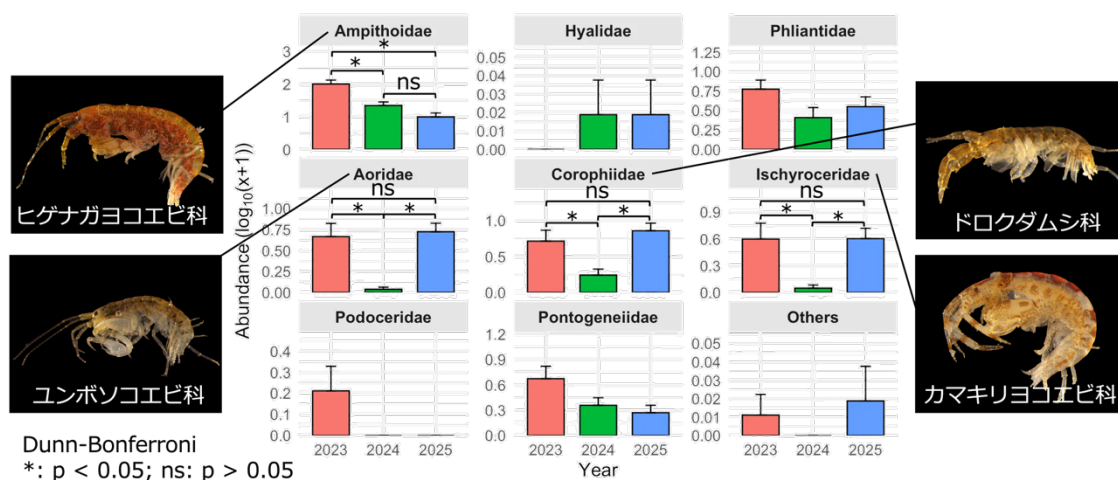 Ampithoidae
Hyalidae
Phliantidae
3
2
1
0
*
*
ns
0.05
0.04
0.03
0.02
0.01
0.00
1.25
1.00
0.75
0.50
0.25
0.00
ヒゲナガヨコエビ科
ドロクダムシ科
Abundance (log10(x+1))
Aoridae
Corophiidae
Ischyroceridae
1.00
0.75
0.50
0.25
0.00
ns
*
*
1.0
0.5
0.0
ns
*
*
0.9
0.6
0.3
0.0
ns
*
*
ユンボソコエビ科
カマキリヨコエビ科
Podoceridae
Pontogeneiidae
Others
0.4
0.3
0.2
0.1
0.0
1.2
0.9
0.6
0.3
0.0
0.05
0.04
0.03
0.02
0.01
0.00
2023 2024 2025
2023 2024 2025
2023 2024 2025
Year
Dunn-Bonferroni
*: p < 0.05; ns: p > 0.05